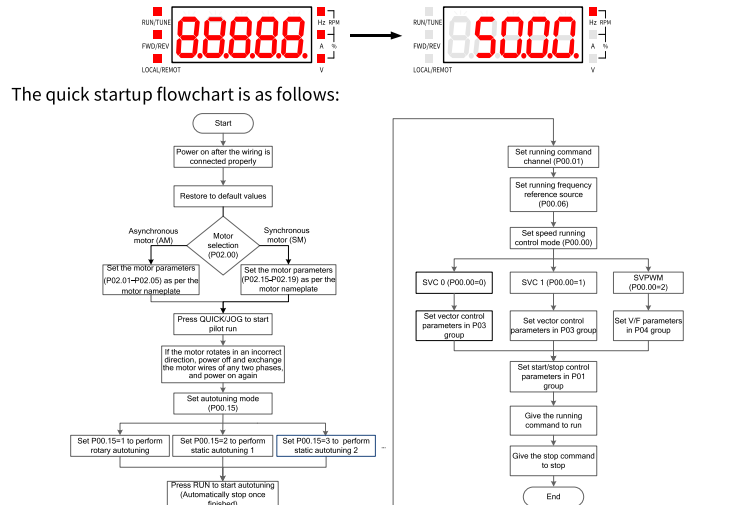 RUN/TUNE
FWD/REV
LOCAL/REMOT
8.8.8.8.8.
Hz RPM
A %
V
RUN/TUNE
FWD/REV
LOCAL/REMOT
50.0.0.
Hz RPM
A %
V
The quick startup flowchart is as follows:
Start
Power on after the wiring is
connected properly
Restore to default values
Asynchronous
motor (AM)
Motor
selection
(P02.00)
Synchronous
motor (SM)
Set the motor parameters
(P02.01–P02.05) as per the
motor nameplate
Set the motor parameters
(P02.15–P02.19) as per the
motor nameplate
Press QUICK/JOG to start
pilot run
If the motor rotates in an incorrect
direction, power off and exchange
the motor wires of any two phases,
and power on again
Set autotuning mode
(P00.15)
Set P00.15=1 to perform
rotary autotuning
Set P00.15=2 to perform
static autotuning 1
Set P00.15=3 to perform
static autotuning 2
Press RUN to start autotuning
(Automatically stop once
finished)
Set running command
channel (P00.01)
Set running frequency
reference source
(P00.06)
Set speed running
control mode (P00.00)
SVC 0 (P00.00=0)
SVC 1 (P00.00=1)
SVPWM
(P00.00=2)
Set vector control
parameters in P03
group
Set vector control
parameters in P03 group
Set V/F parameters
in P04 group
Set start/stop control
parameters in P01
group
Give the running
command to run
Give the stop command
to stop
End